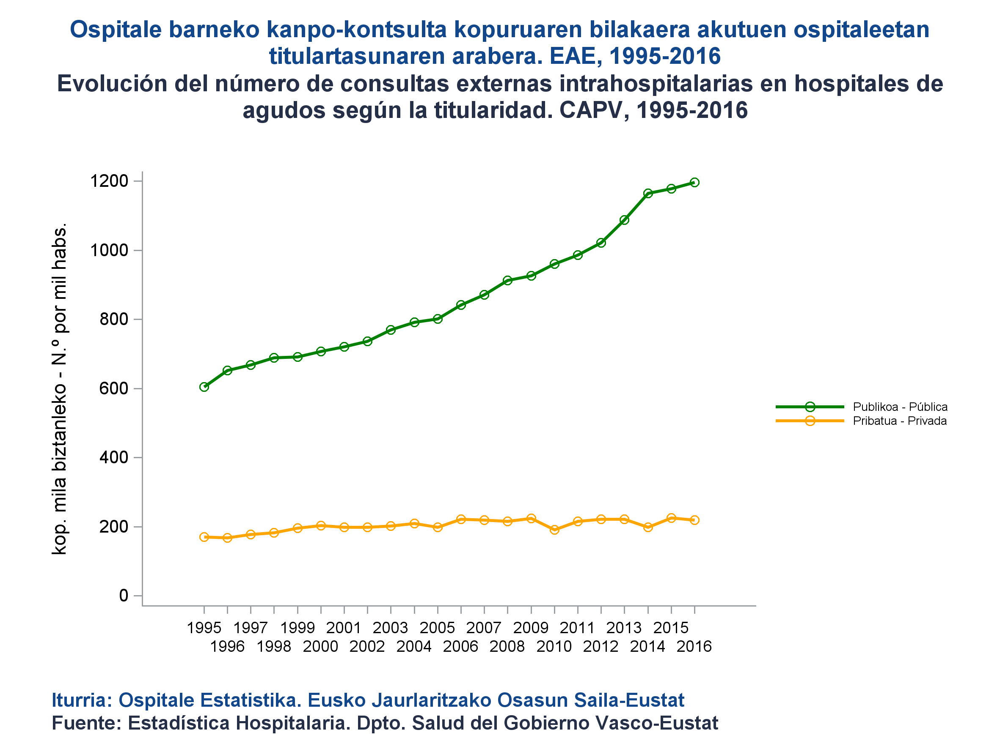 Ospitale barneko kanpo-kontsulta kopuruaren bilakaera akutuen ospitaleetan
titulartasunaren arabera. EAE, 1995-2016
Evolución del número de consultas externas intrahospitalarias en hospitales de
agudos según la titularidad. CAPV, 1995-2016
kop. mila biztanleko - N.º por mil habs.
1200
1000
800
600
400
200
0
Publikoa - Pública
Pribatua - Privada
1995 1997 1999 2001 2003 2005 2007 2009 2011 2013 2015
1996 1998 2000 2002 2004 2006 2008 2010 2012 2014 2016
Iturria: Ospitale Estatistika. Eusko Jaurlaritzako Osasun Saila-Eustat
Fuente: Estadística Hospitalaria. Dpto. Salud del Gobierno Vasco-Eustat